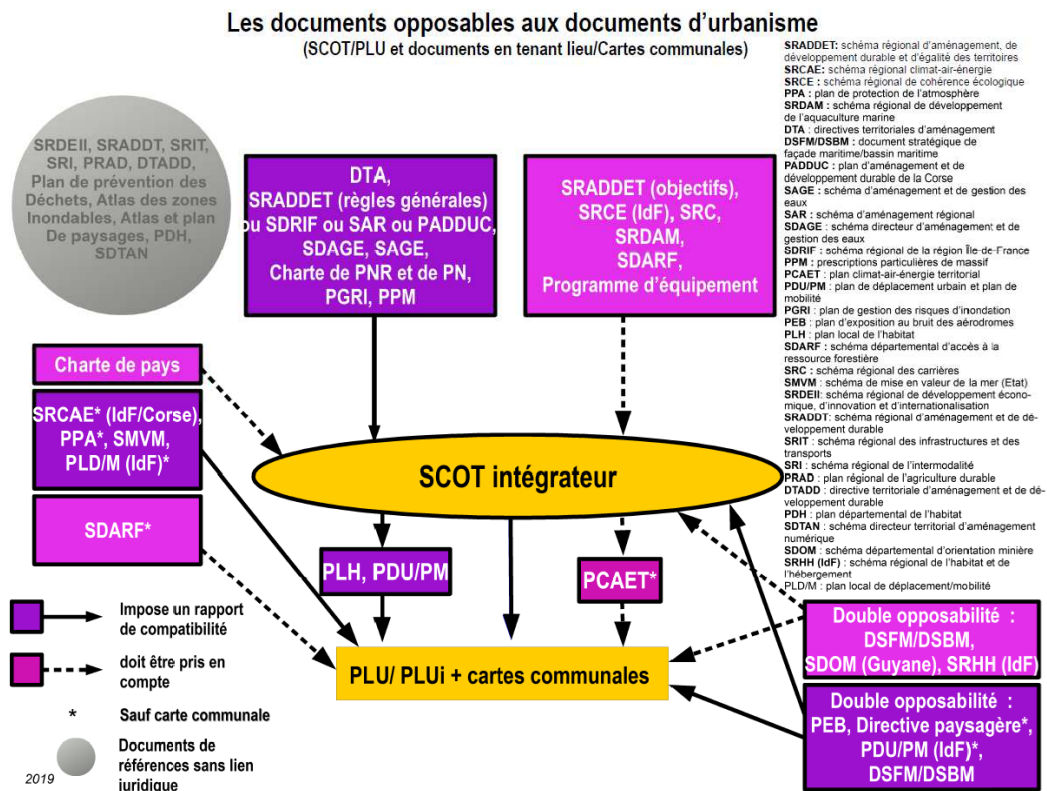 Les documents opposables aux documents d'urbanisme
(SCOT/PLU et documents en tenant lieu/Cartes communales)
SRDEII, SRADDT, SRIT,
SRI, PRAD, DTADD,
Plan de prévention des
Déchets, Atlas des zones
Inondables, Atlas et plan
De paysages, PDH,
SDTAN
DTA,
SRADDET (règles générales)
ou SDRIF ou SAR ou PADDUC,
SDAGE, SAGE,
Charte de PNR et de PN,
PGRI, PPM
SRADDET (objectifs),
SRCE (IdF), SRC,
SRDAM,
SDARF,
Programme d'équipement
SRADDET: schéma régional d'aménagement, de
développement durable et d'égalité des territoires
SRCAE: schéma régional climat-air-énergie
SRCE : schéma régional de cohérence écologique
PPA : plan de protection de l'atmosphère
SRDAM : schéma régional de développement
de l'aquaculture marine
DTA : directives territoriales d'aménagement
DSFM/DSBM : document stratégique de
façade maritime/bassin maritime
PADDUC : plan d'aménagement et de
développement durable de la Corse
SAGE : schéma d'aménagement et de gestion des
eaux
SAR : schéma d'aménagement régional
SDAGE : schéma directeur d'aménagement et de
gestion des eaux
SDRIF : schéma régional de la région Île-de-France
PPM : prescriptions particulières de massif
PCAET : plan climat-air-énergie territorial
PDU/PM : plan de déplacement urbain et plan de
mobilité
PGRI : plan de gestion des risques d'inondation
PEB : plan d'exposition au bruit des aérodromes
PLH : plan local de l'habitat
SDARF : schéma départemental d'accès à la
ressource forestière
SRC : schéma régional des carrières
SMVM : schéma de mise en valeur de la mer (Etat)
SRDEII: schéma régional de développement écono-
mique, d'innovation et d'internationalisation
SRADDT: schéma régional d'aménagement et de dé-
veloppement durable
SRIT : schéma régional des infrastructures et des
transports
SRI : schéma régional de l'intermodalité
PRAD : plan régional de l'agriculture durable
DTADD : directive territoriale d'aménagement et de dé-
veloppement durable
PDH : plan départemental de l'habitat
SDTAN : schéma directeur territorial d'aménagement
numérique
SDOM : schéma départemental d'orientation minière
SRHH (IdF) : schéma régional de l'habitat et de
l'hébergement
PLD/M : plan local de déplacement/mobilité
Charte de pays
SRCAE* (IdF/Corse),
PPA*, SMVM,
PLD/M (IdF)*
SDARF*
SCOT intégrateur
PLH, PDU/PM
PCAET*
PLU/ PLUi + cartes communales
Double opposabilité :
DSFM/DSBM,
SDOM (Guyane), SRHH (IdF)
Double opposabilité :
PEB, Directive paysagère*,
PDU/PM (IdF)*,
DSFM/DSBM
Impose un rapport
de compatibilité
doit être pris en
compte
* Sauf carte communale
Documents de
références sans lien
juridique
2019